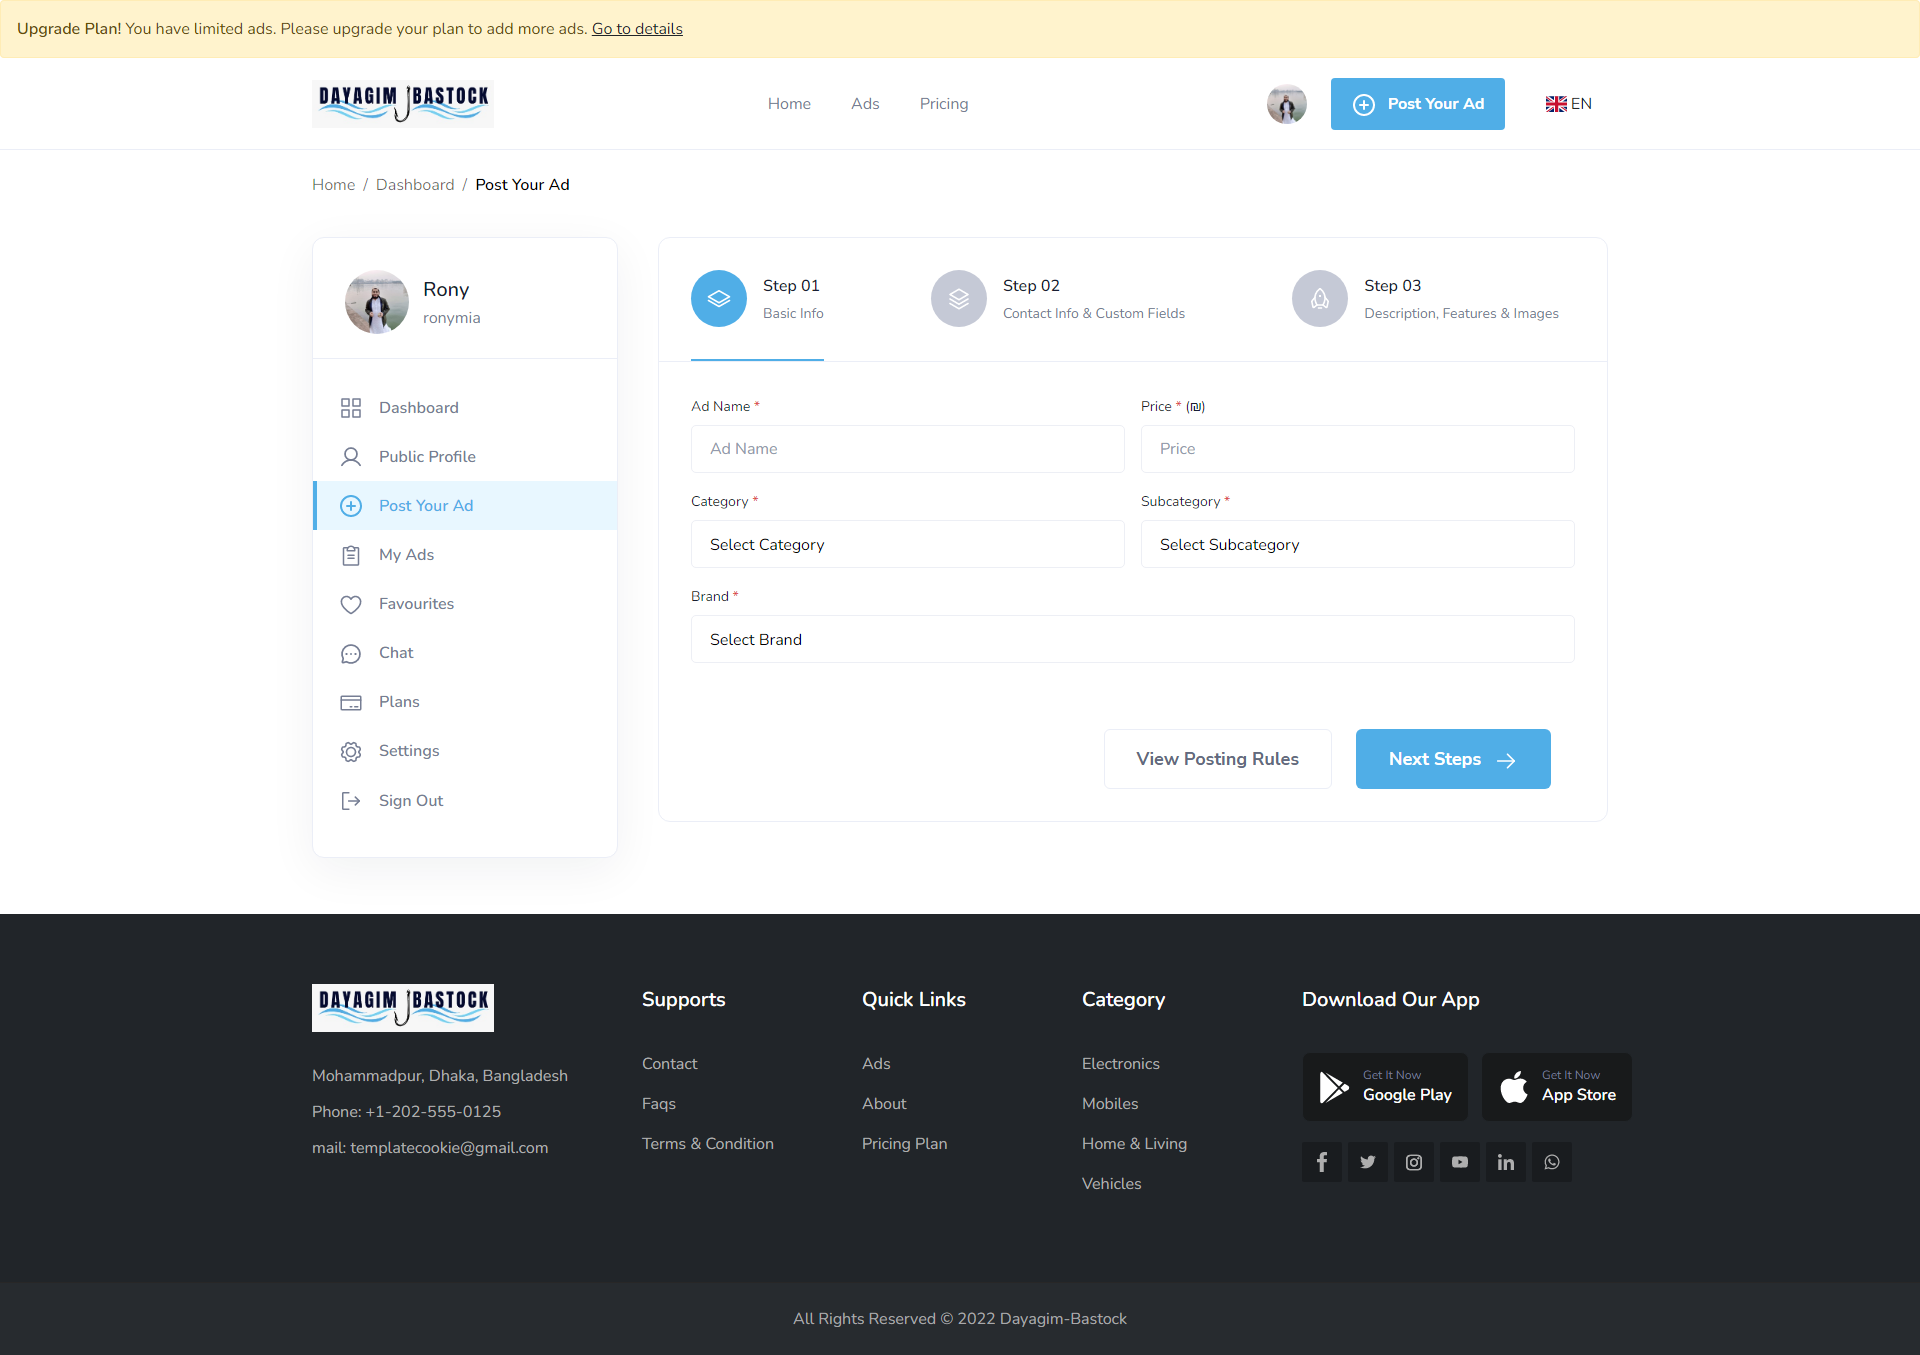 Upgrade Plan! You have limited ads. Please upgrade your plan to add more ads. Go to details
DAYAGIM BASTOCK
Home
Ads
Pricing
Post Your Ad
EN
Home / Dashboard / Post Your Ad
Rony
ronymia
Dashboard
Public Profile
Post Your Ad
My Ads
Favourites
Chat
Plans
Settings
Sign Out
Step 01
Basic Info
Step 02
Contact Info & Custom Fields
Step 03
Description, Features & Images
Ad Name *
Ad Name
Price * (₪)
Price
Category *
Select Category
Subcategory *
Select Subcategory
Brand *
Select Brand
View Posting Rules
Next Steps
DAYAGIM BASTOCK
Mohammadpur, Dhaka, Bangladesh
Phone: +1-202-555-0125
mail: templatecookie@gmail.com
Supports
Contact
Faqs
Terms & Condition
Quick Links
Ads
About
Pricing Plan
Category
Electronics
Mobiles
Home & Living
Vehicles
Download Our App
Get It Now
Google Play
Get It Now
App Store
All Rights Reserved © 2022 Dayagim-Bastock